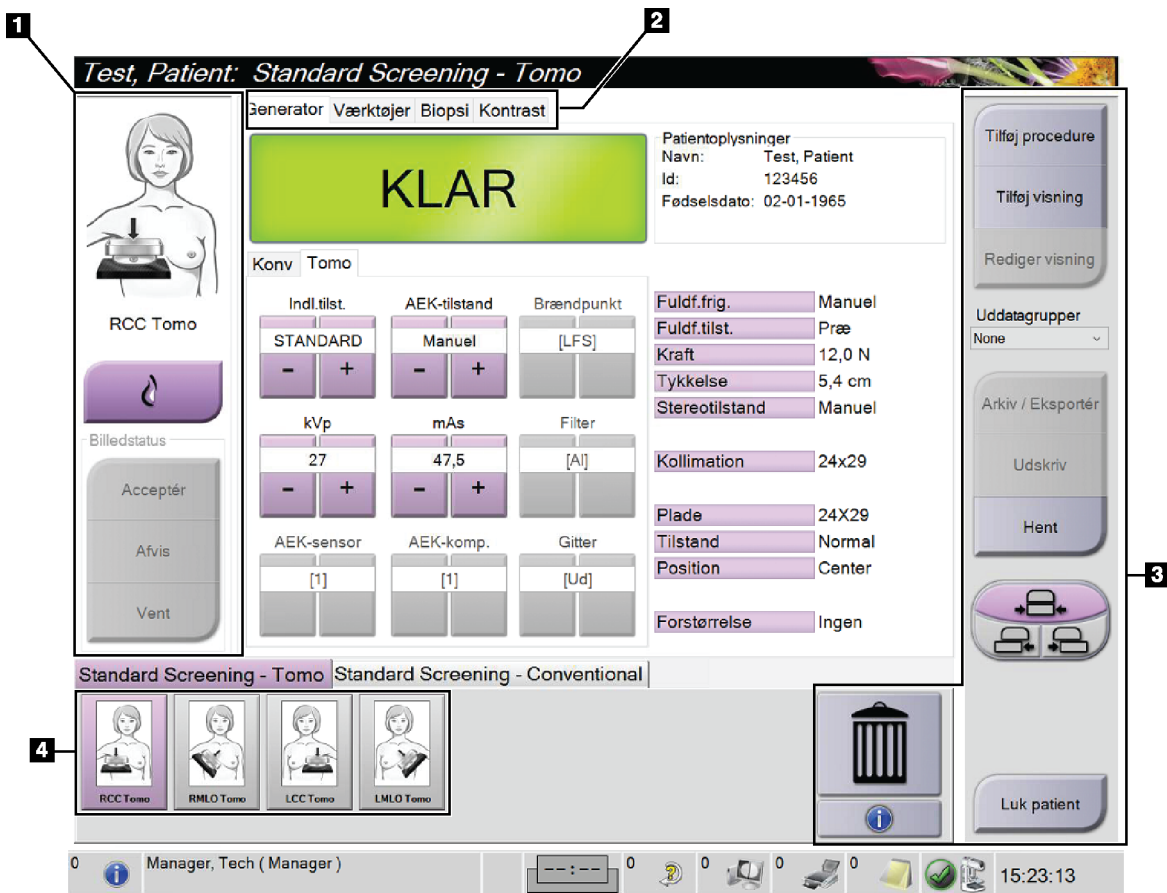 1
2
Test, Patient: Standard Screening - Tomo
Generator Værktøjer Biopsi Kontrast
RCC Tomo
Billedstatus
Acceptér
Afvis
Vent
KLAR
Patientoplysninger
Navn: Test, Patient
Id: 123456
Fødselsdato: 02-01-1965
Konv Tomo
Indl.tilst. AEK-tilstand Brændpunkt
STANDARD Manuel [LFS]
- + - +
kVp mAs Filter
27 47,5 [Al]
- + - +
AEK-sensor AEK-komp. Gitter
[1] [1] [Ud]
Fuldf.frig. Manuel
Fuldf.tilst. Præ
Kraft 12,0 N
Tykkelse 5,4 cm
Stereotilstand Manuel
Kollimation 24x29
Plade 24X29
Tilstand Normal
Position Center
Forstørrelse Ingen
Tilføj procedure
Tilføj visning
Rediger visning
Uddatagrupper
None
Arkiv / Eksportér
Udskriv
Hent
3
Standard Screening - Tomo Standard Screening - Conventional
4
RCC Tomo RMLO Tomo LCC Tomo LMLO Tomo
Luk patient
0 Manager, Tech ( Manager ) --:-- 0 0 0 0 15:23:13